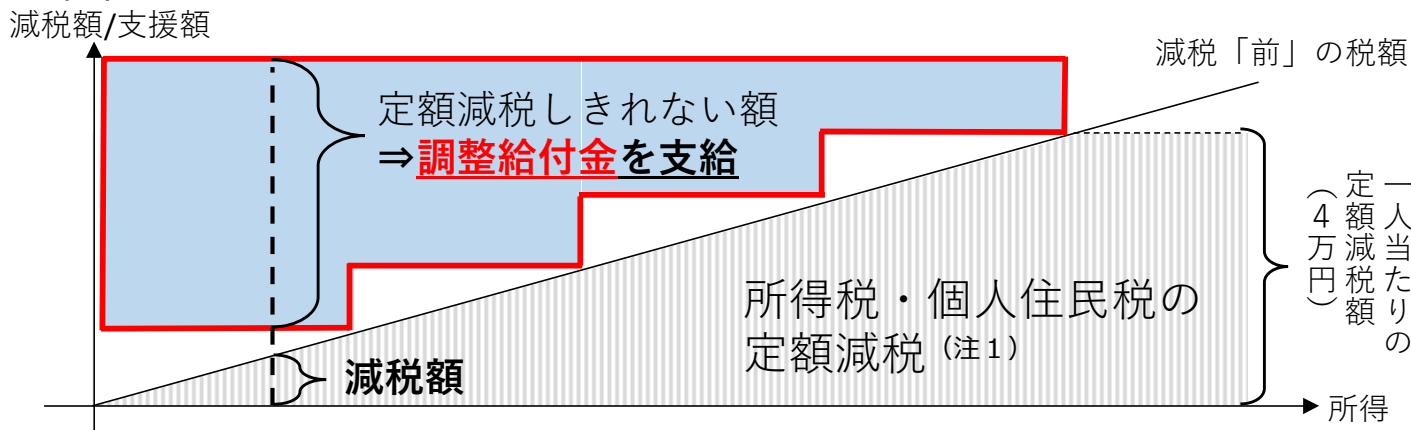 減税額/支援額
減税「前」の税額
定額減税しきれない額
⇒調整給付金を支給
一人当たりの
定額減税額
(4万円)
所得税・個人住民税の
定額減税(注1)
減税額
所得